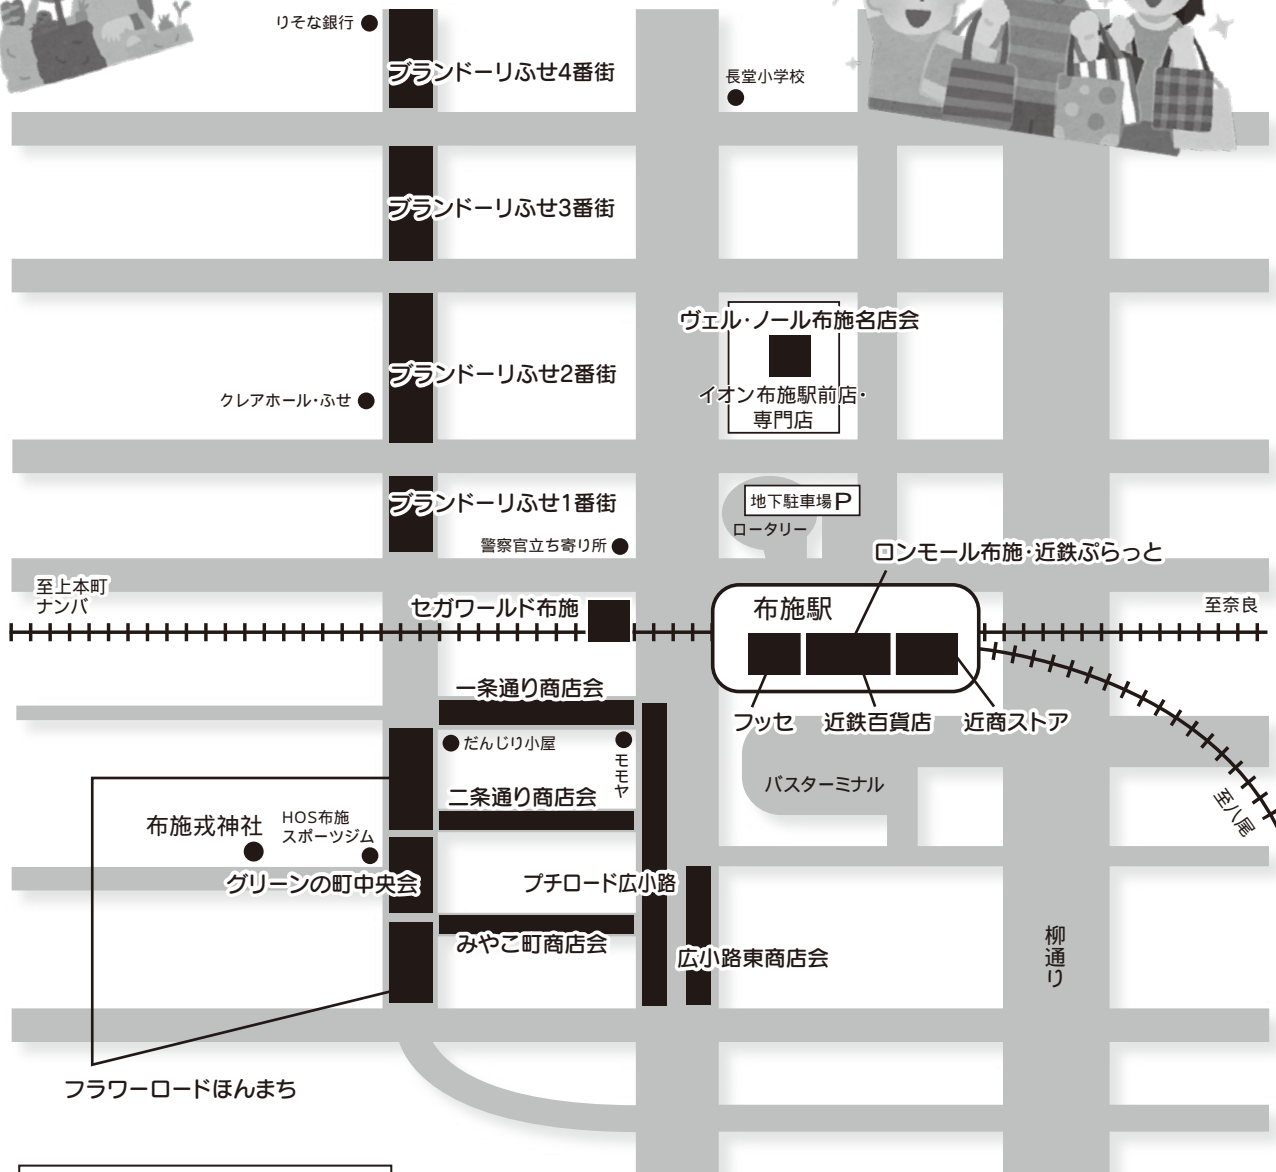 りそな銀行
ブランドーリふせ4番街
長堂小学校
ブランドーリふせ3番街
ヴェル・ノール布施名店会
ブランドーリふせ2番街
クレアホール・ふせ
イオン布施駅前店・
専門店
ブランドーリふせ1番街
地下駐車場P
ロータリー
警察官立ち寄り所
ロンモール布施・近鉄ぷらっと
至上本町
ナンバ
セガワールド布施
布施駅
至奈良
一条通り商店会
フッセ
近鉄百貨店
近商ストア
だんじり小屋
モモヤ
バスターミナル
二条通り商店会
至八尾
布施戎神社
HOS布施
スポーツジム
グリーンの町中央会
プチロード広小路
みやこ町商店会
広小路東商店会
柳通り
フラワーロードほんまち